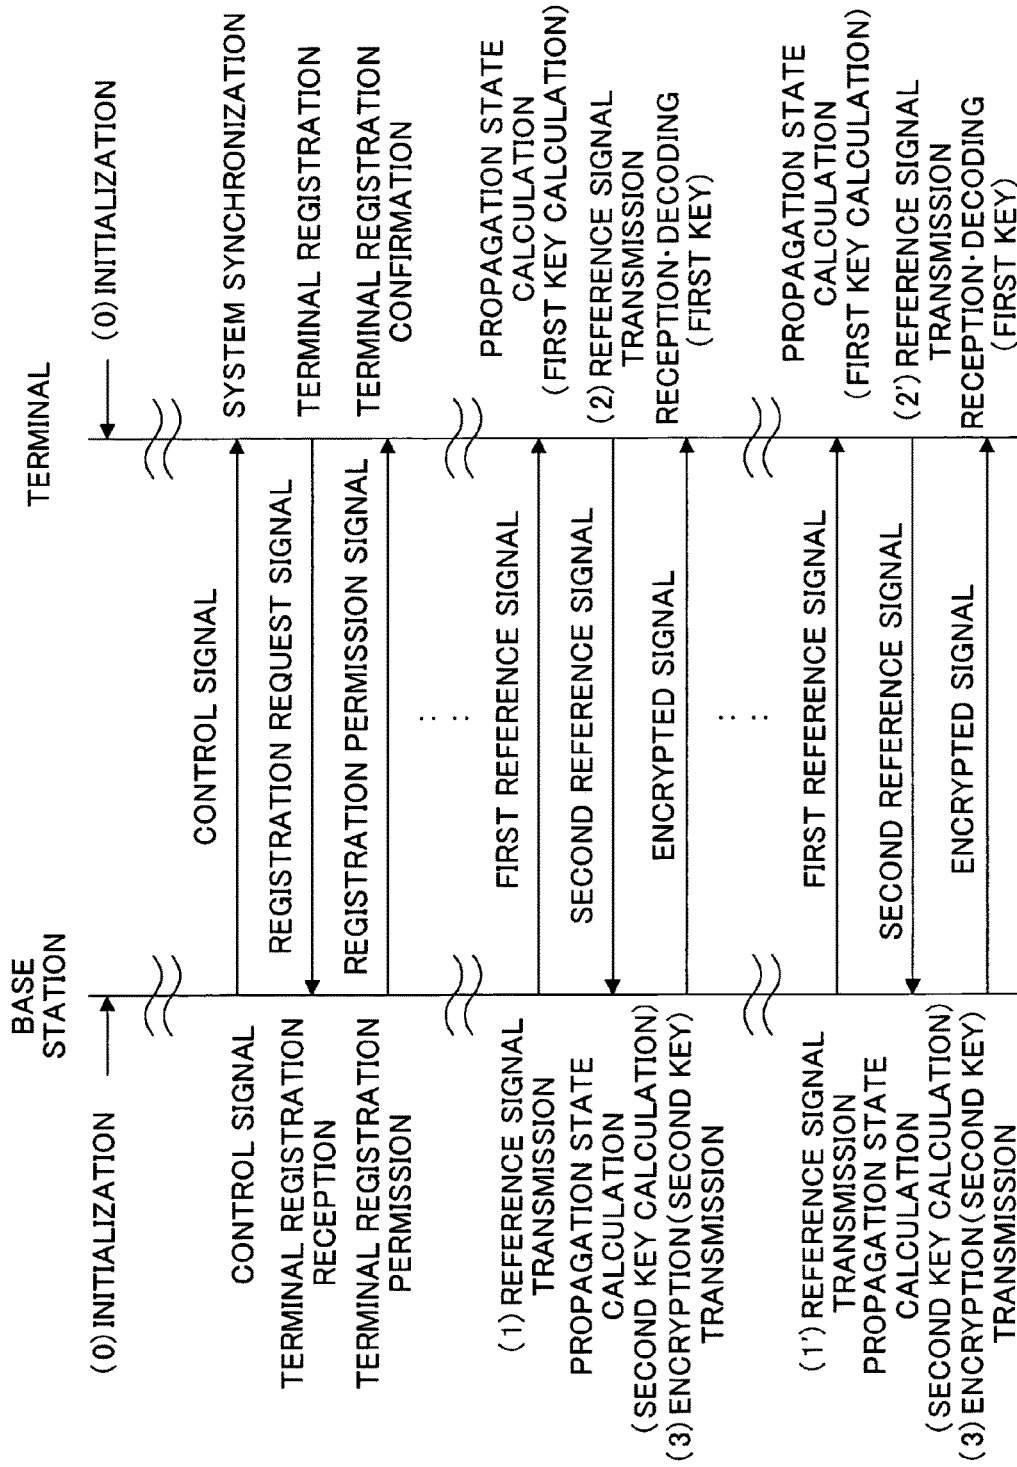 BASE
STATION
TERMINAL
(0) INITIALIZATION
(0) INITIALIZATION
CONTROL SIGNAL
CONTROL SIGNAL
SYSTEM SYNCHRONIZATION
TERMINAL REGISTRATION
RECEPTION
REGISTRATION REQUEST SIGNAL
TERMINAL REGISTRATION
TERMINAL REGISTRATION
PERMISSION
REGISTRATION PERMISSION SIGNAL
TERMINAL REGISTRATION
CONFIRMATION
(1) REFERENCE SIGNAL
TRANSMISSION
FIRST REFERENCE SIGNAL
PROPAGATION STATE
CALCULATION
(FIRST KEY CALCULATION)
PROPAGATION STATE
CALCULATION
(SECOND KEY CALCULATION)
SECOND REFERENCE SIGNAL
(2) REFERENCE SIGNAL
TRANSMISSION
(3) ENCRYPTION(SECOND KEY)
TRANSMISSION
ENCRYPTED SIGNAL
RECEPTION·DECODING
(FIRST KEY)
(1') REFERENCE SIGNAL
TRANSMISSION
FIRST REFERENCE SIGNAL
PROPAGATION STATE
CALCULATION
(FIRST KEY CALCULATION)
PROPAGATION STATE
CALCULATION
(SECOND KEY CALCULATION)
SECOND REFERENCE SIGNAL
(2') REFERENCE SIGNAL
TRANSMISSION
(3) ENCRYPTION(SECOND KEY)
TRANSMISSION
ENCRYPTED SIGNAL
RECEPTION·DECODING
(FIRST KEY)